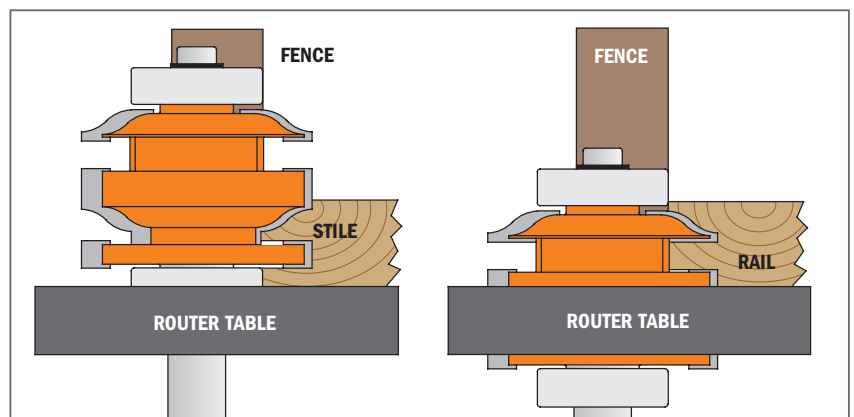 FENCE
STILE
ROUTER TABLE
FENCE
RAIL
ROUTER TABLE